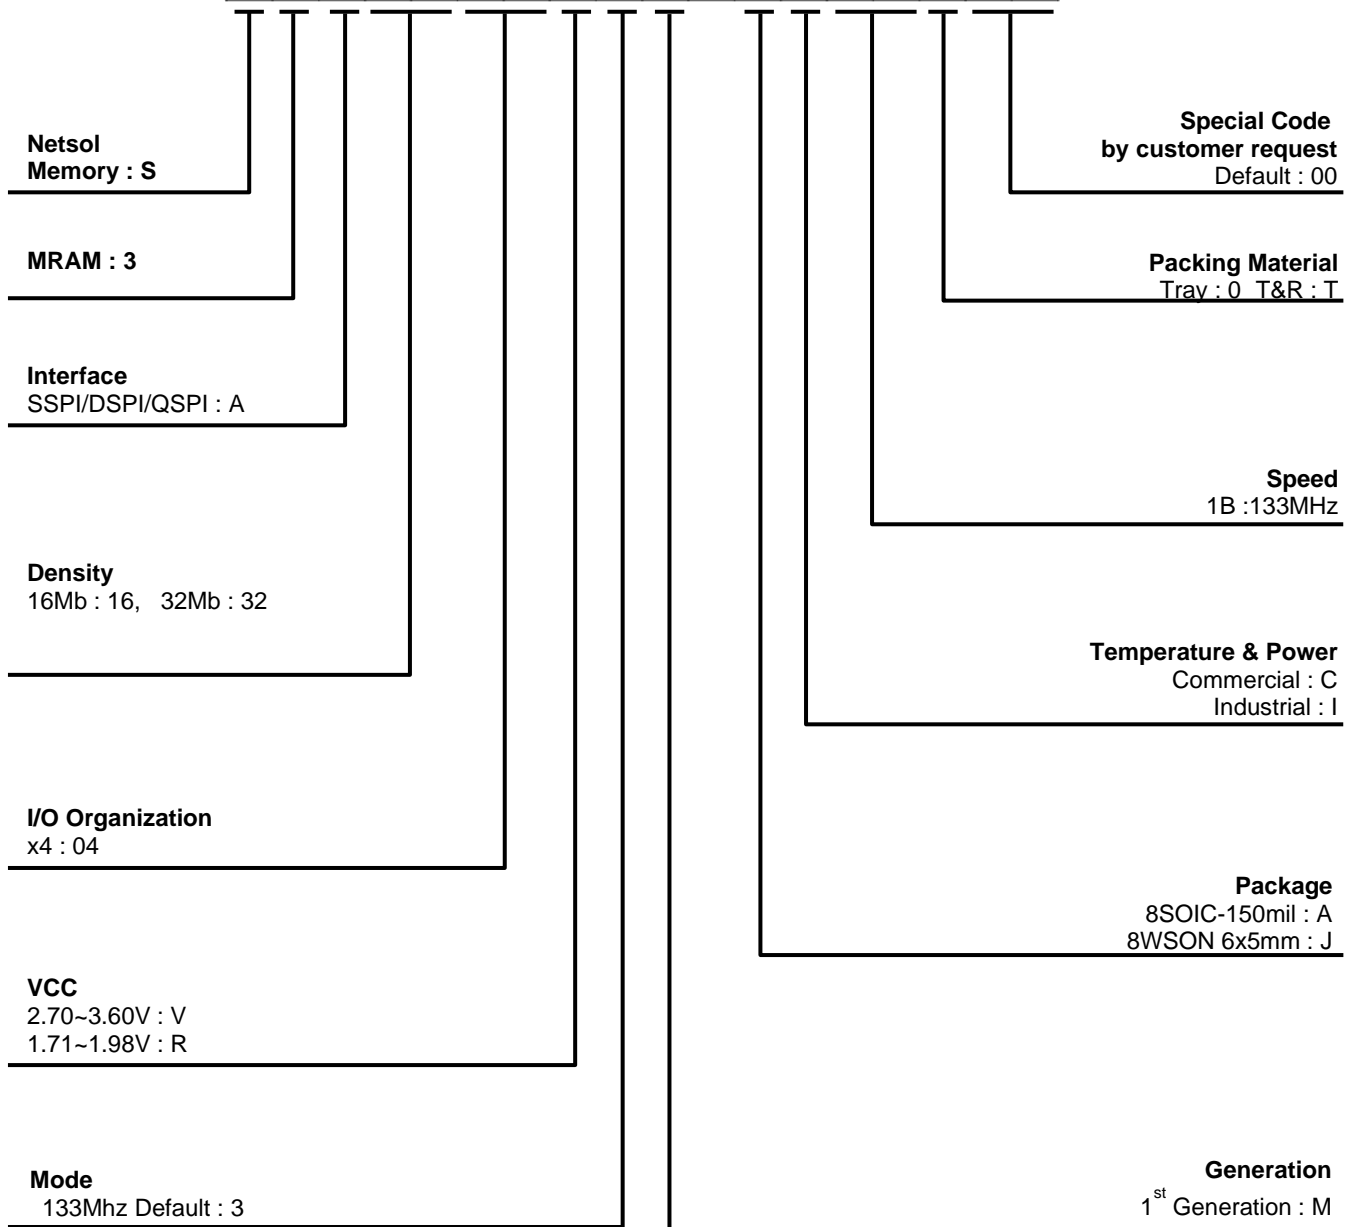 Netsol
Memory : S
MRAM : 3
Interface
SSPI/DSPI/QSPI : A
Density
16Mb : 16,   32Mb : 32
I/O Organization
x4 : 04
VCC
2.70~3.60V : V
1.71~1.98V : R
Mode
133Mhz Default : 3
Special Code
by customer request
Default : 00
Packing Material
Tray : 0  T&R : T
Speed
1B :133MHz
Temperature & Power
Commercial : C
Industrial : I
Package
8SOIC-150mil : A
8WSON 6x5mm : J
Generation
1st Generation : M